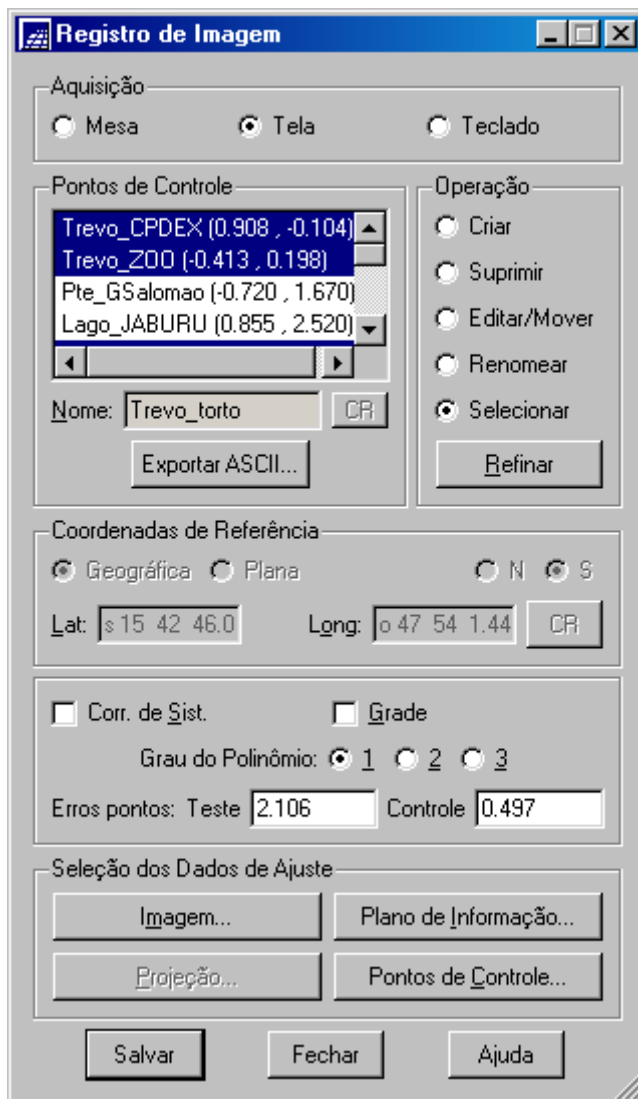 Registro de Imagem
Aquisição
Mesa Tela Teclado
Pontos de Controle
Trevo_CPDEX (0.908 , -0.104)
Trevo_ZOO (-0.413 , 0.198)
Pte_GSalomao (-0.720 , 1.670)
Lago_JABURU (0.855 , 2.520)
Nome: Trevo_torto CR
Exportar ASCII...
Operação
Criar
Suprimir
Editar/Mover
Renomear
Selecionar
Refinar
Coordenadas de Referência
Geográfica Plana N S
Lat: s 15 42 46.0 Long: o 47 54 1.44 CR
Corr. de Sist. Grade
Grau do Polinômio: 1 2 3
Erros pontos: Teste 2.106 Controle 0.497
Seleção dos Dados de Ajuste
Imagem... Plano de Informação...
Projeção... Pontos de Controle...
Salvar Fechar Ajuda